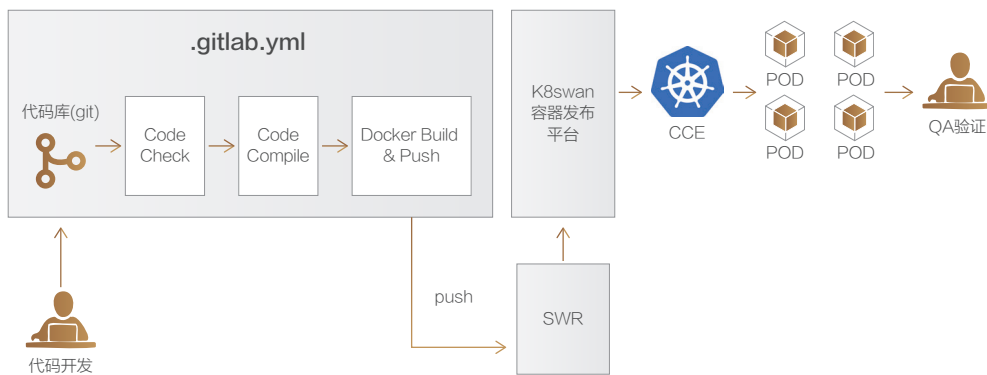 .gitlab.yml
代码库(git)
Code
Check
Code
Compile
Docker Build
& Push
代码开发
push
SWR
K8swan
容器发布
平台
CCE
POD
POD
POD
POD
QA验证